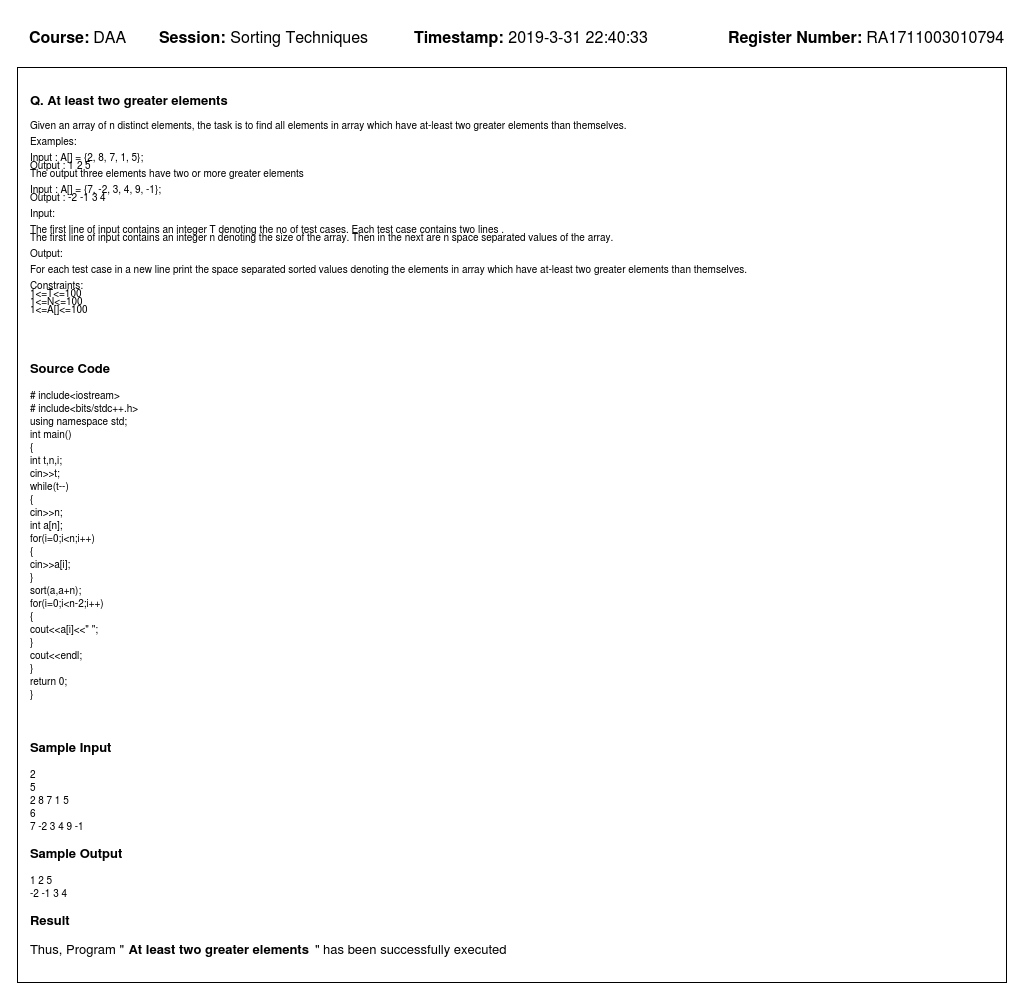 Course: DAA Session: Sorting Techniques Timestamp: 2019-3-31 22:40:33 Register Number: RA1711003010794
Q. At least two greater elements
Given an array of n distinct elements, the task is to find all elements in array which have at-least two greater elements than themselves.
Examples:
Input : A[] = {2, 8, 7, 1, 5};
Output : 1 2 5
The output three elements have two or more greater elements
Input : A[] = {7, -2, 3, 4, 9, -1};
Output : -2 -1 3 4
Input:
The first line of input contains an integer T denoting the no of test cases. Each test case contains two lines .
The first line of input contains an integer n denoting the size of the array. Then in the next are n space separated values of the array.
Output:
For each test case in a new line print the space separated sorted values denoting the elements in array which have at-least two greater elements than themselves.
Constraints:
1<=T<=100
1<=N<=100
1<=A[]<=100
Source Code
# include<iostream>
# include<bits/stdc++.h>
using namespace std;
int main()
{
int t,n,i;
cin>>t;
while(t--)
{
cin>>n;
int a[n];
for(i=0;i<n;i++)
{
cin>>a[i];
}
sort(a,a+n);
for(i=0;i<n-2;i++)
{
cout<<a[i]<<" ";
}
cout<<endl;
}
return 0;
}
Sample Input
2
5
2 8 7 1 5
6
7 -2 3 4 9 -1
Sample Output
1 2 5
-2 -1 3 4
Result
Thus, Program " At least two greater elements " has been successfully executed